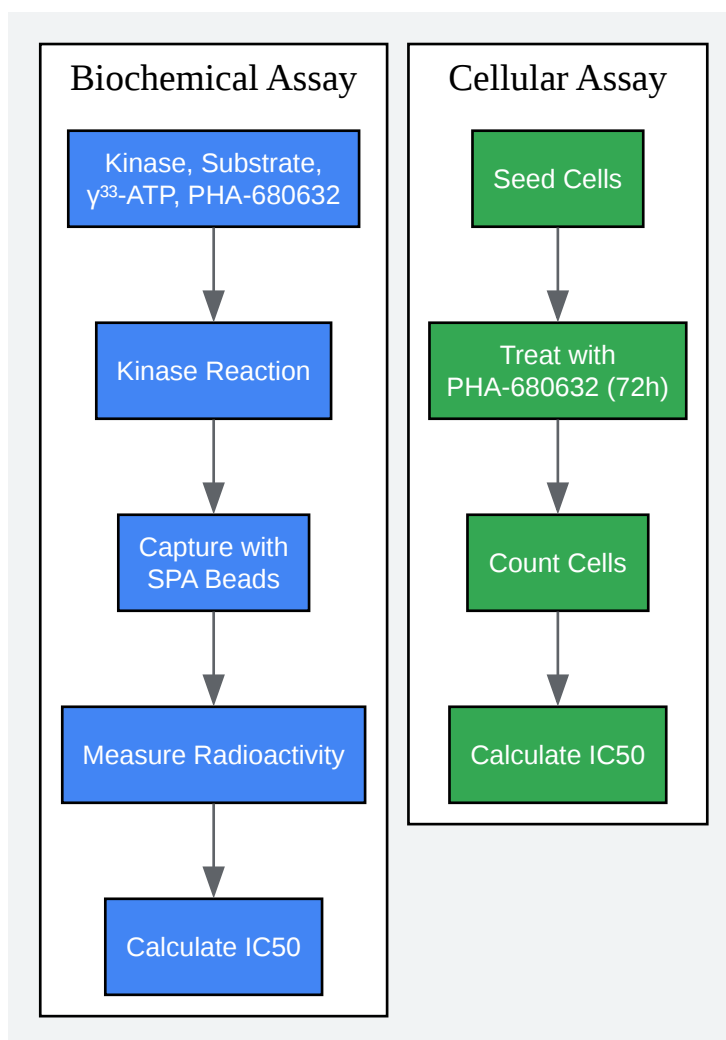 Biochemical Assay
Kinase, Substrate,
γ³³-ATP, PHA-680632
Kinase Reaction
Capture with
SPA Beads
Measure Radioactivity
Calculate IC50
Cellular Assay
Seed Cells
Treat with
PHA-680632 (72h)
Count Cells
Calculate IC50